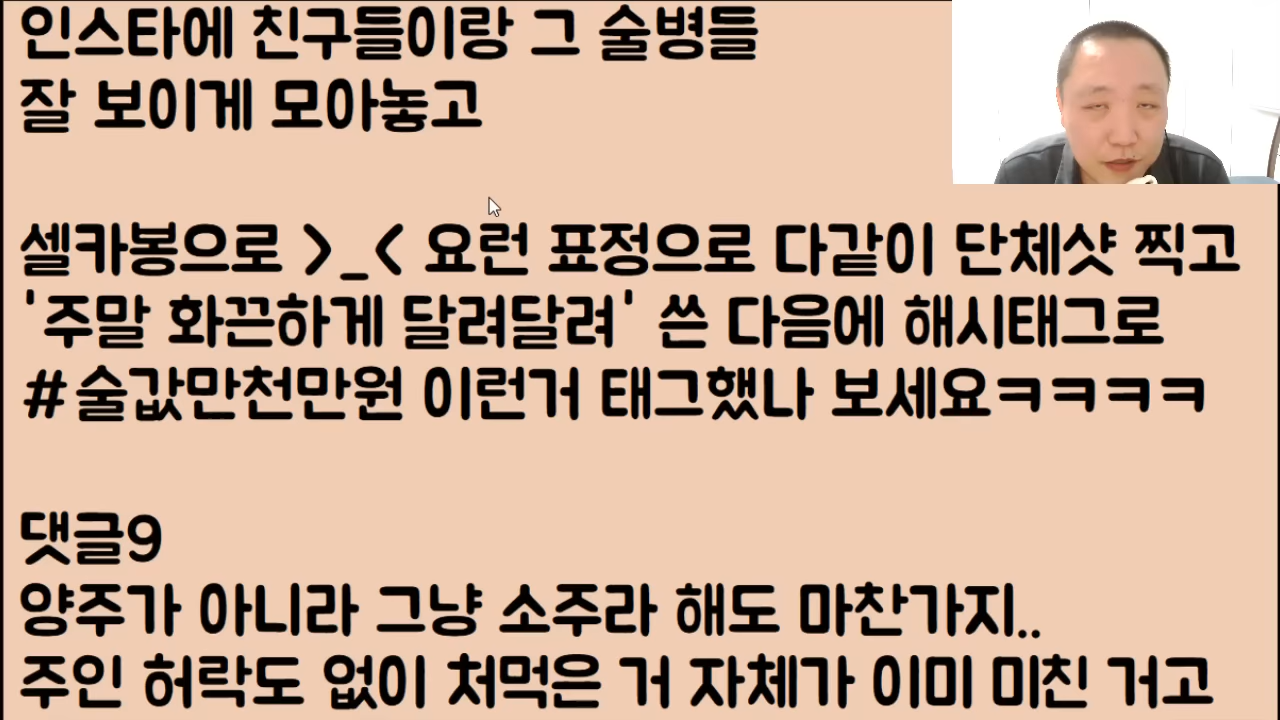 인스타에 친구들이랑 그 술병들
잘 보이게 모아놓고
셀카봉으로 >_< 요런 표정으로 다같이 단체샷 찍고
'주말 화끈하게 달려달려' 쓴 다음에 해시태그로
#술값만천만원 이런거 태그했나 보세요ㅋㅋㅋㅋ
댓글9
양주가 아니라 그냥 소주라 해도 마찬가지..
주인 허락도 없이 처먹은 거 자체가 이미 미친 거고